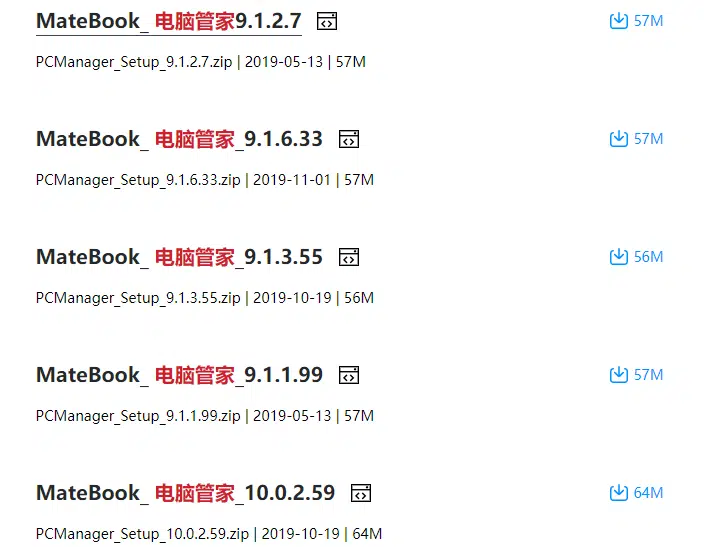 MateBook_ 电脑管家9.1.2.7 57M
PCManager_Setup_9.1.2.7.zip | 2019-05-13 | 57M
MateBook_ 电脑管家_9.1.6.33 57M
PCManager_Setup_9.1.6.33.zip | 2019-11-01 | 57M
MateBook_ 电脑管家_9.1.3.55 56M
PCManager_Setup_9.1.3.55.zip | 2019-10-19 | 56M
MateBook_ 电脑管家_9.1.1.99 57M
PCManager_Setup_9.1.1.99.zip | 2019-05-13 | 57M
MateBook_ 电脑管家_10.0.2.59 64M
PCManager_Setup_10.0.2.59.zip | 2019-10-19 | 64M